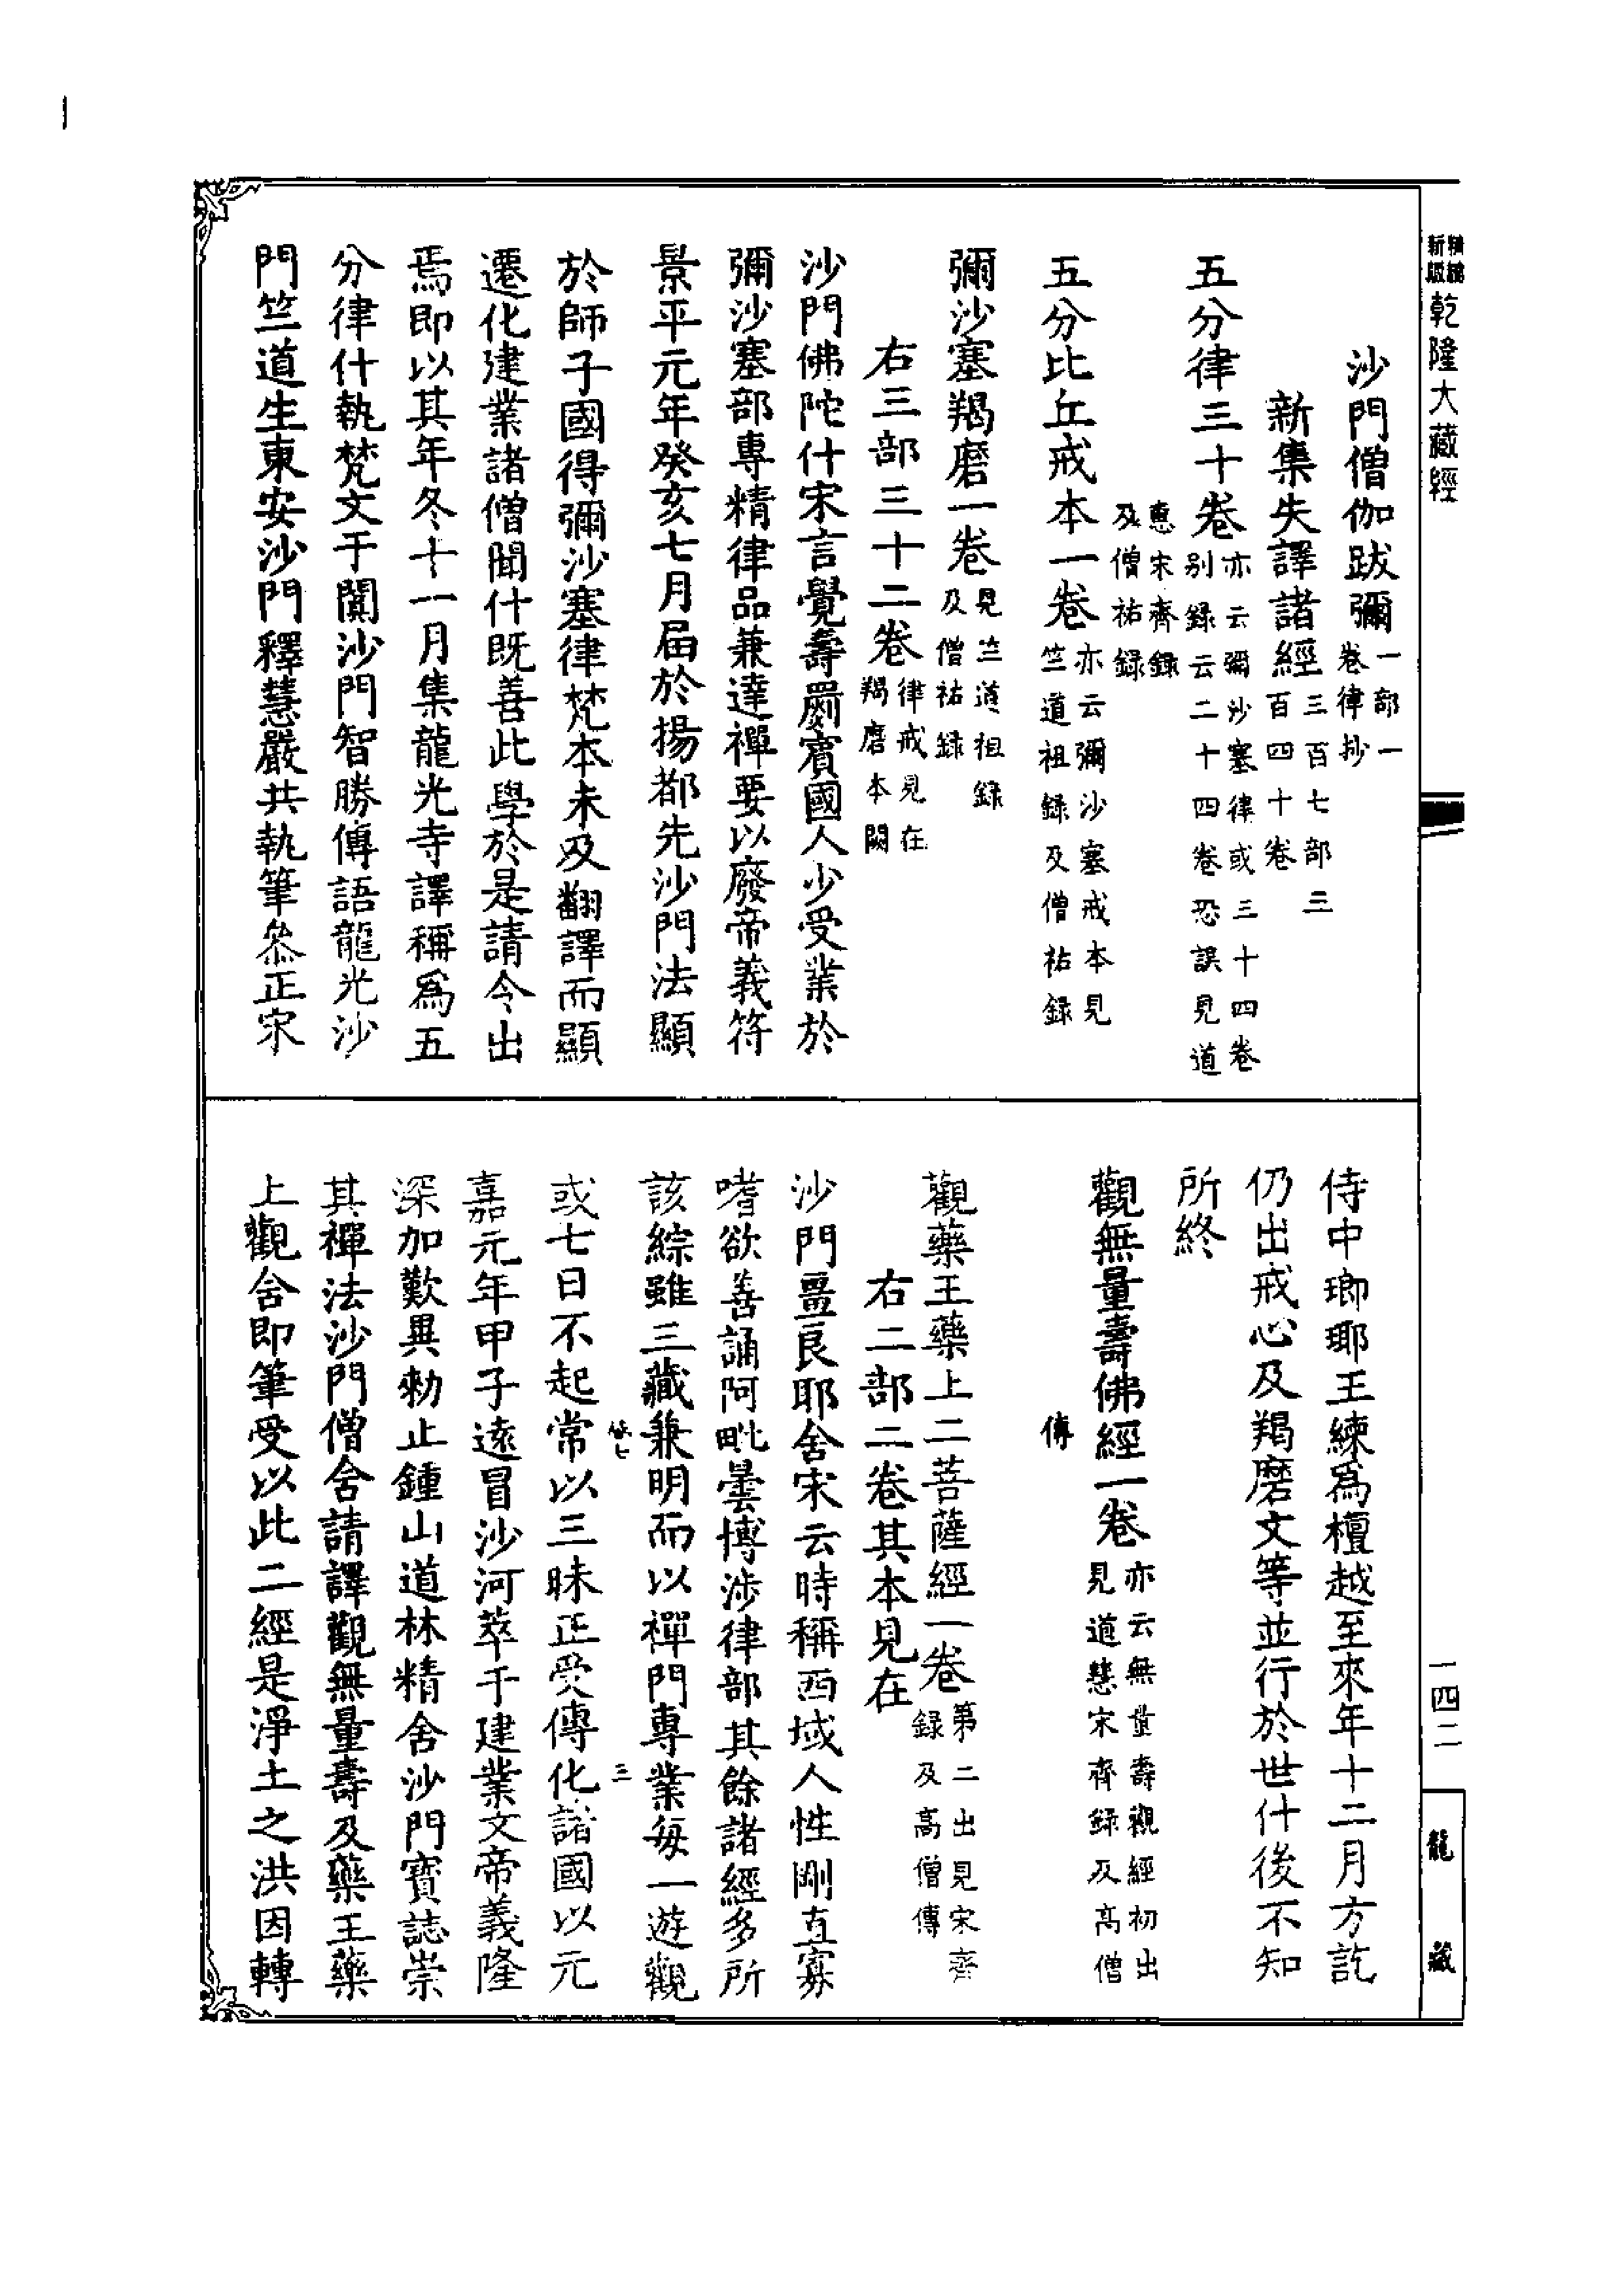 精縮
新版
乾隆大藏經
沙門僧伽跋彌一部一
卷律抄
新集失譯諸經三百七部三
百四十卷
五分律三十卷亦云彌沙塞律或三十四卷
别録云二十四卷恐誤見道
惠宋齊録
及僧祐録
五分比丘戒本一卷亦云彌沙塞戒本見
竺道祖録及僧祐録
彌沙塞羯磨一卷見竺道祖録
及僧祐録
右三部三十二卷律戒見在
羯磨本闕
沙門佛陀什宋言覺壽罽賓國人少受業於
彌沙塞部專精律品兼達禪要以廢帝義符
景平元年癸亥七月届於揚都先沙門法顯
於師子國得彌沙塞律梵本未及翻譯而顯
遷化建業諸僧聞什既善此學於是請令出
焉即以其年冬十一月集龍光寺譯稱爲五
分律什執梵文于闐沙門智勝傳語龍光沙
門竺道生東安沙門釋慧嚴共執筆叅正宋
侍中瑯耶王練爲檀越至來年十二月方訖
仍出戒心及羯磨文等並行於世什後不知
所終
觀無量壽佛經一卷亦云無量壽觀經初出
見道慧宋齊録及高僧
傳
觀藥王藥上二菩薩經一卷第二出見宋齊
録及高僧傳
右二部二卷其本見在
沙門畺良耶舍宋云時稱西域人性剛直寡
嗜欲善誦阿毗曇博涉律部其餘諸經多所
該綜雖三藏兼明而以禪門專業每一遊觀
或七日不起常以三昧正受傳化諸國以元
嘉元年甲子遠冒沙河萃于建業文帝義隆
深加歎異勑止鍾山道林精舍沙門寶誌崇
其禪法沙門僧舍請譯觀無量壽及藥王藥
上觀舍即筆受以此二經是淨土之洪因轉
三
一四二
龍藏